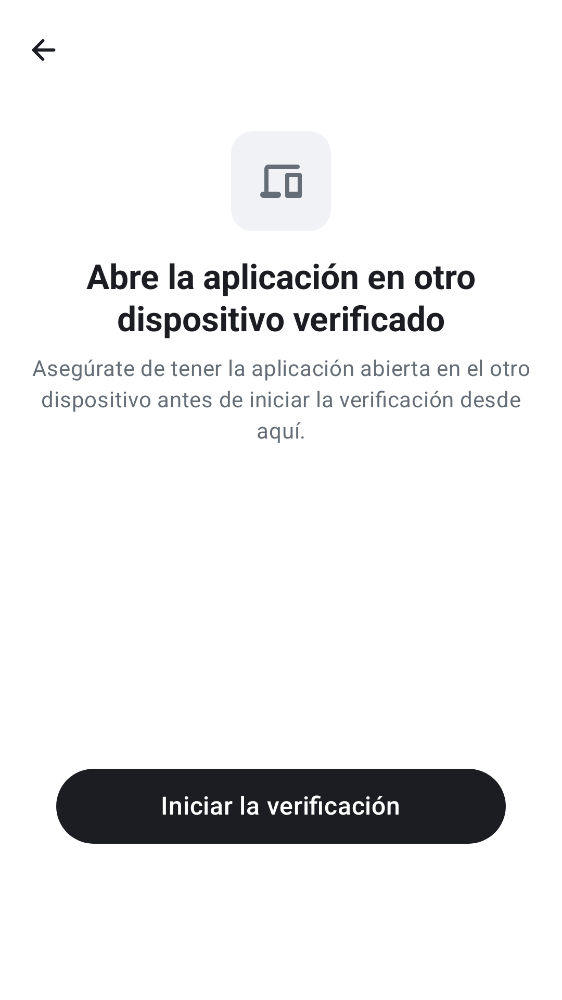 Abre la aplicación en otro
dispositivo verificado
Asegúrate de tener la aplicación abierta en el otro
dispositivo antes de iniciar la verificación desde
aquí.
Iniciar la verificación